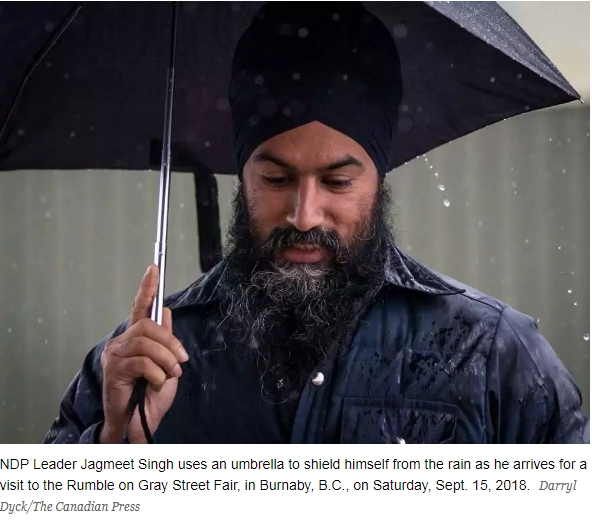 NDP Leader Jagmeet Singh uses an umbrella to shield himself from the rain as he arrives for a
visit to the Rumble on Gray Street Fair, in Burnaby, B.C., on Saturday, Sept. 15, 2018. Darryl
Dyck/The Canadian Press